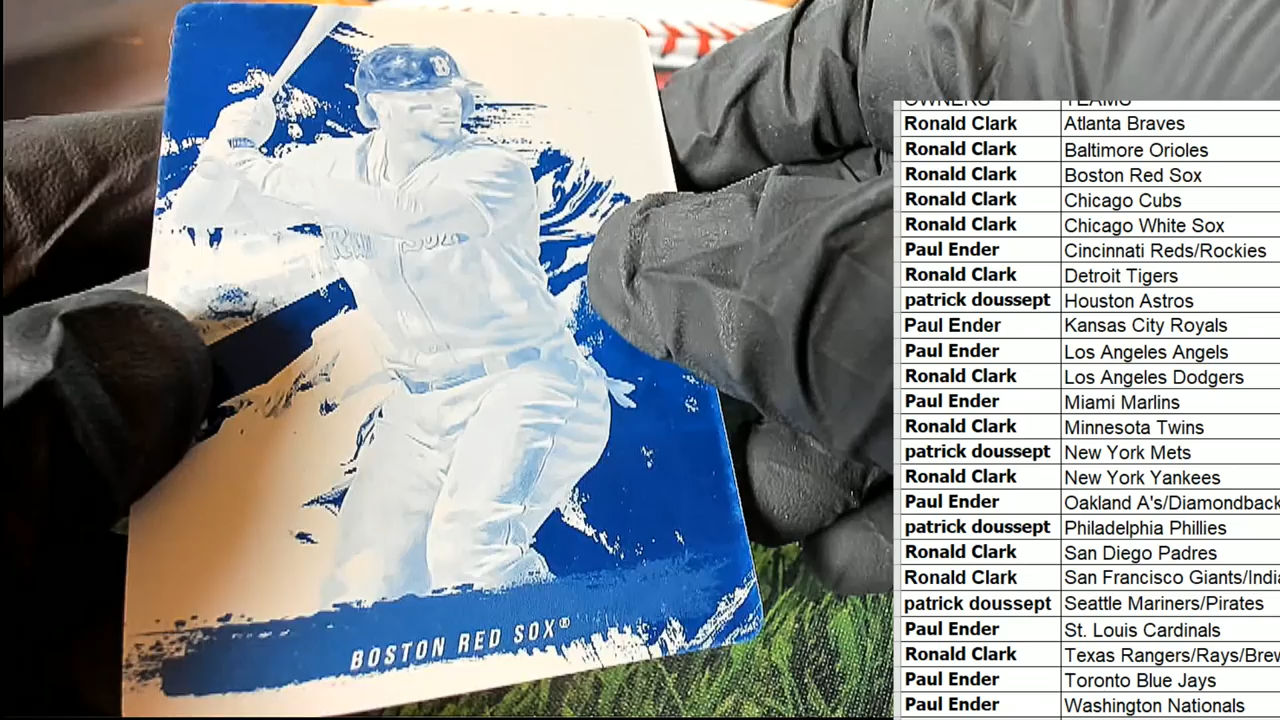 OWNERS TEAMS
Ronald Clark Atlanta Braves
Ronald Clark Baltimore Orioles
Ronald Clark Boston Red Sox
Ronald Clark Chicago Cubs
Ronald Clark Chicago White Sox
Paul Ender Cincinnati Reds/Rockies
Ronald Clark Detroit Tigers
patrick doussept Houston Astros
Paul Ender Kansas City Royals
Paul Ender Los Angeles Angels
Ronald Clark Los Angeles Dodgers
Paul Ender Miami Marlins
Ronald Clark Minnesota Twins
patrick doussept New York Mets
Ronald Clark New York Yankees
Paul Ender Oakland A's/Diamondback
patrick doussept Philadelphia Phillies
Ronald Clark San Diego Padres
Ronald Clark San Francisco Giants/Indi
patrick doussept Seattle Mariners/Pirates
Paul Ender St. Louis Cardinals
Ronald Clark Texas Rangers/Rays/Brew
Paul Ender Toronto Blue Jays
Paul Ender Washington Nationals
B
BOSTON RED SOX®